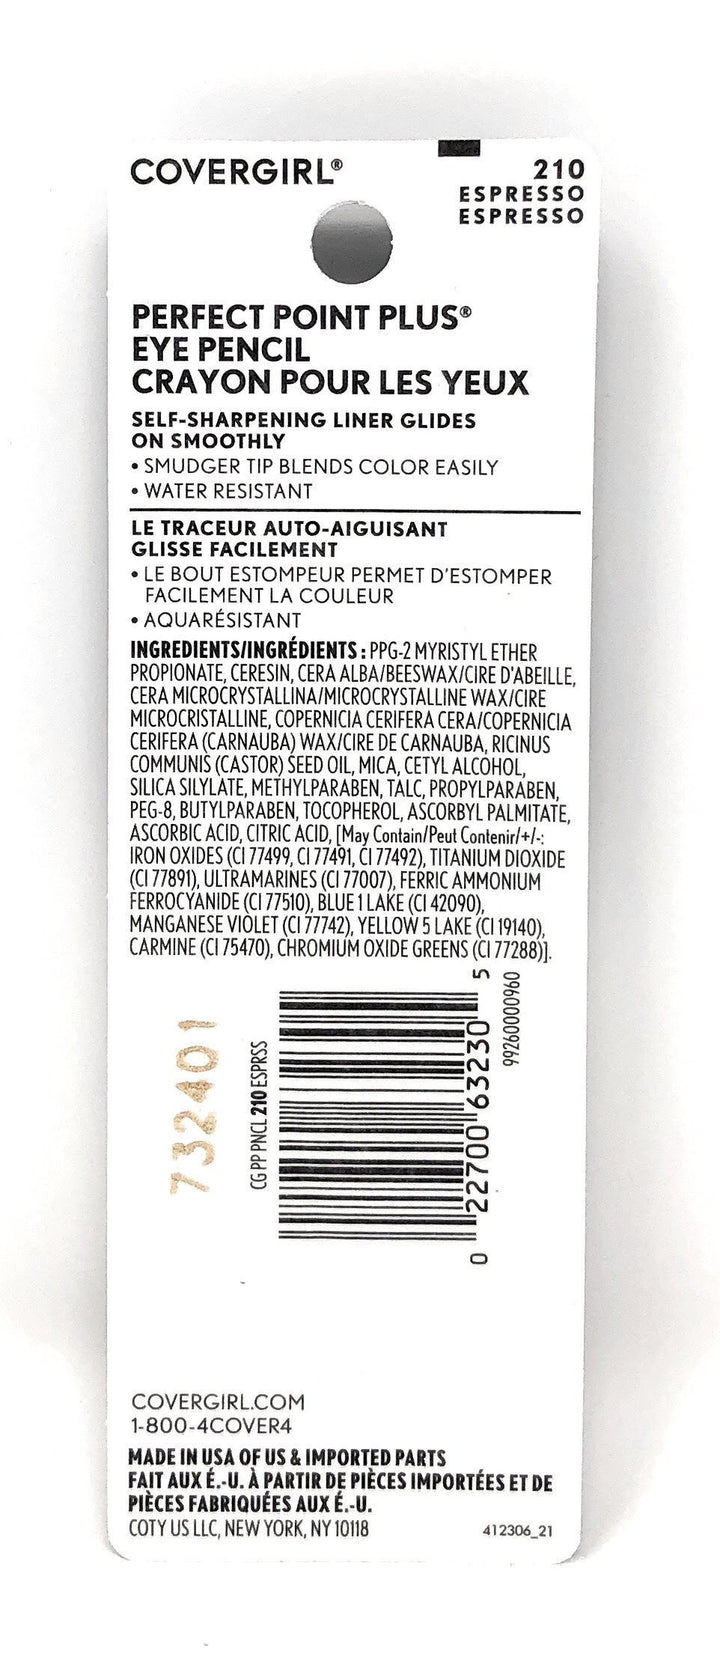 COVERGIRL®
210
ESPRESSO
ESPRESSO
PERFECT POINT PLUS®
EYE PENCIL
CRAYON POUR LES YEUX
SELF-SHARPENING LINER GLIDES
ON SMOOTHLY
• SMUDGER TIP BLENDS COLOR EASILY
• WATER RESISTANT
LE TRACEUR AUTO-AIGUISANT
GLISSE FACILEMENT
• LE BOUT ESTOMPEUR PERMET D'ESTOMPER
FACILEMENT LA COULEUR
• AQUARÉSISTANT
INGREDIENTS/INGRÉDIENTS : PPG-2 MYRISTYL ETHER
PROPIONATE, CERESIN, CERA ALBA/BEESWAX/CIRE D'ABEILLE,
CERA MICROCRYSTALLINA/MICROCRYSTALLINE WAX/CIRE
MICROCRISTALLINE, COPERNICIA CERIFERA CERA/COPERNICIA
CERIFERA (CARNAUBA) WAX/CIRE DE CARNAUBA, RICINUS
COMMUNIS (CASTOR) SEED OIL, MICA, CETYL ALCOHOL,
SILICA SILYLATE, METHYLPARABEN, TALC, PROPYLPARABEN,
PEG-8, BUTYLPARABEN, TOCOPHEROL, ASCORBYL PALMITATE,
ASCORBIC ACID, CITRIC ACID, [May Contain/Peut Contenir/+/-:
IRON OXIDES (CI 77499, CI 77491, CI 77492), TITANIUM DIOXIDE
(CI 77891), ULTRAMARINES (CI 77007), FERRIC AMMONIUM
FERROCYANIDE (CI 77510), BLUE 1 LAKE (CI 42090),
MANGANESE VIOLET (CI 77742), YELLOW 5 LAKE (CI 19140),
CARMINE (CI 75470), CHROMIUM OXIDE GREENS (CI 77288)].
732401
CG PP PNCL 210 ESPRSS
0 22700 63230 5
99260000960
COVERGIRL.COM
1-800-4COVER4
MADE IN USA OF US & IMPORTED PARTS
FAIT AUX É.-U. À PARTIR DE PIÈCES IMPORTÉES ET DE
PIÈCES FABRIQUÉES AUX É.-U.
COTY US LLC, NEW YORK, NY 10118
412306_21